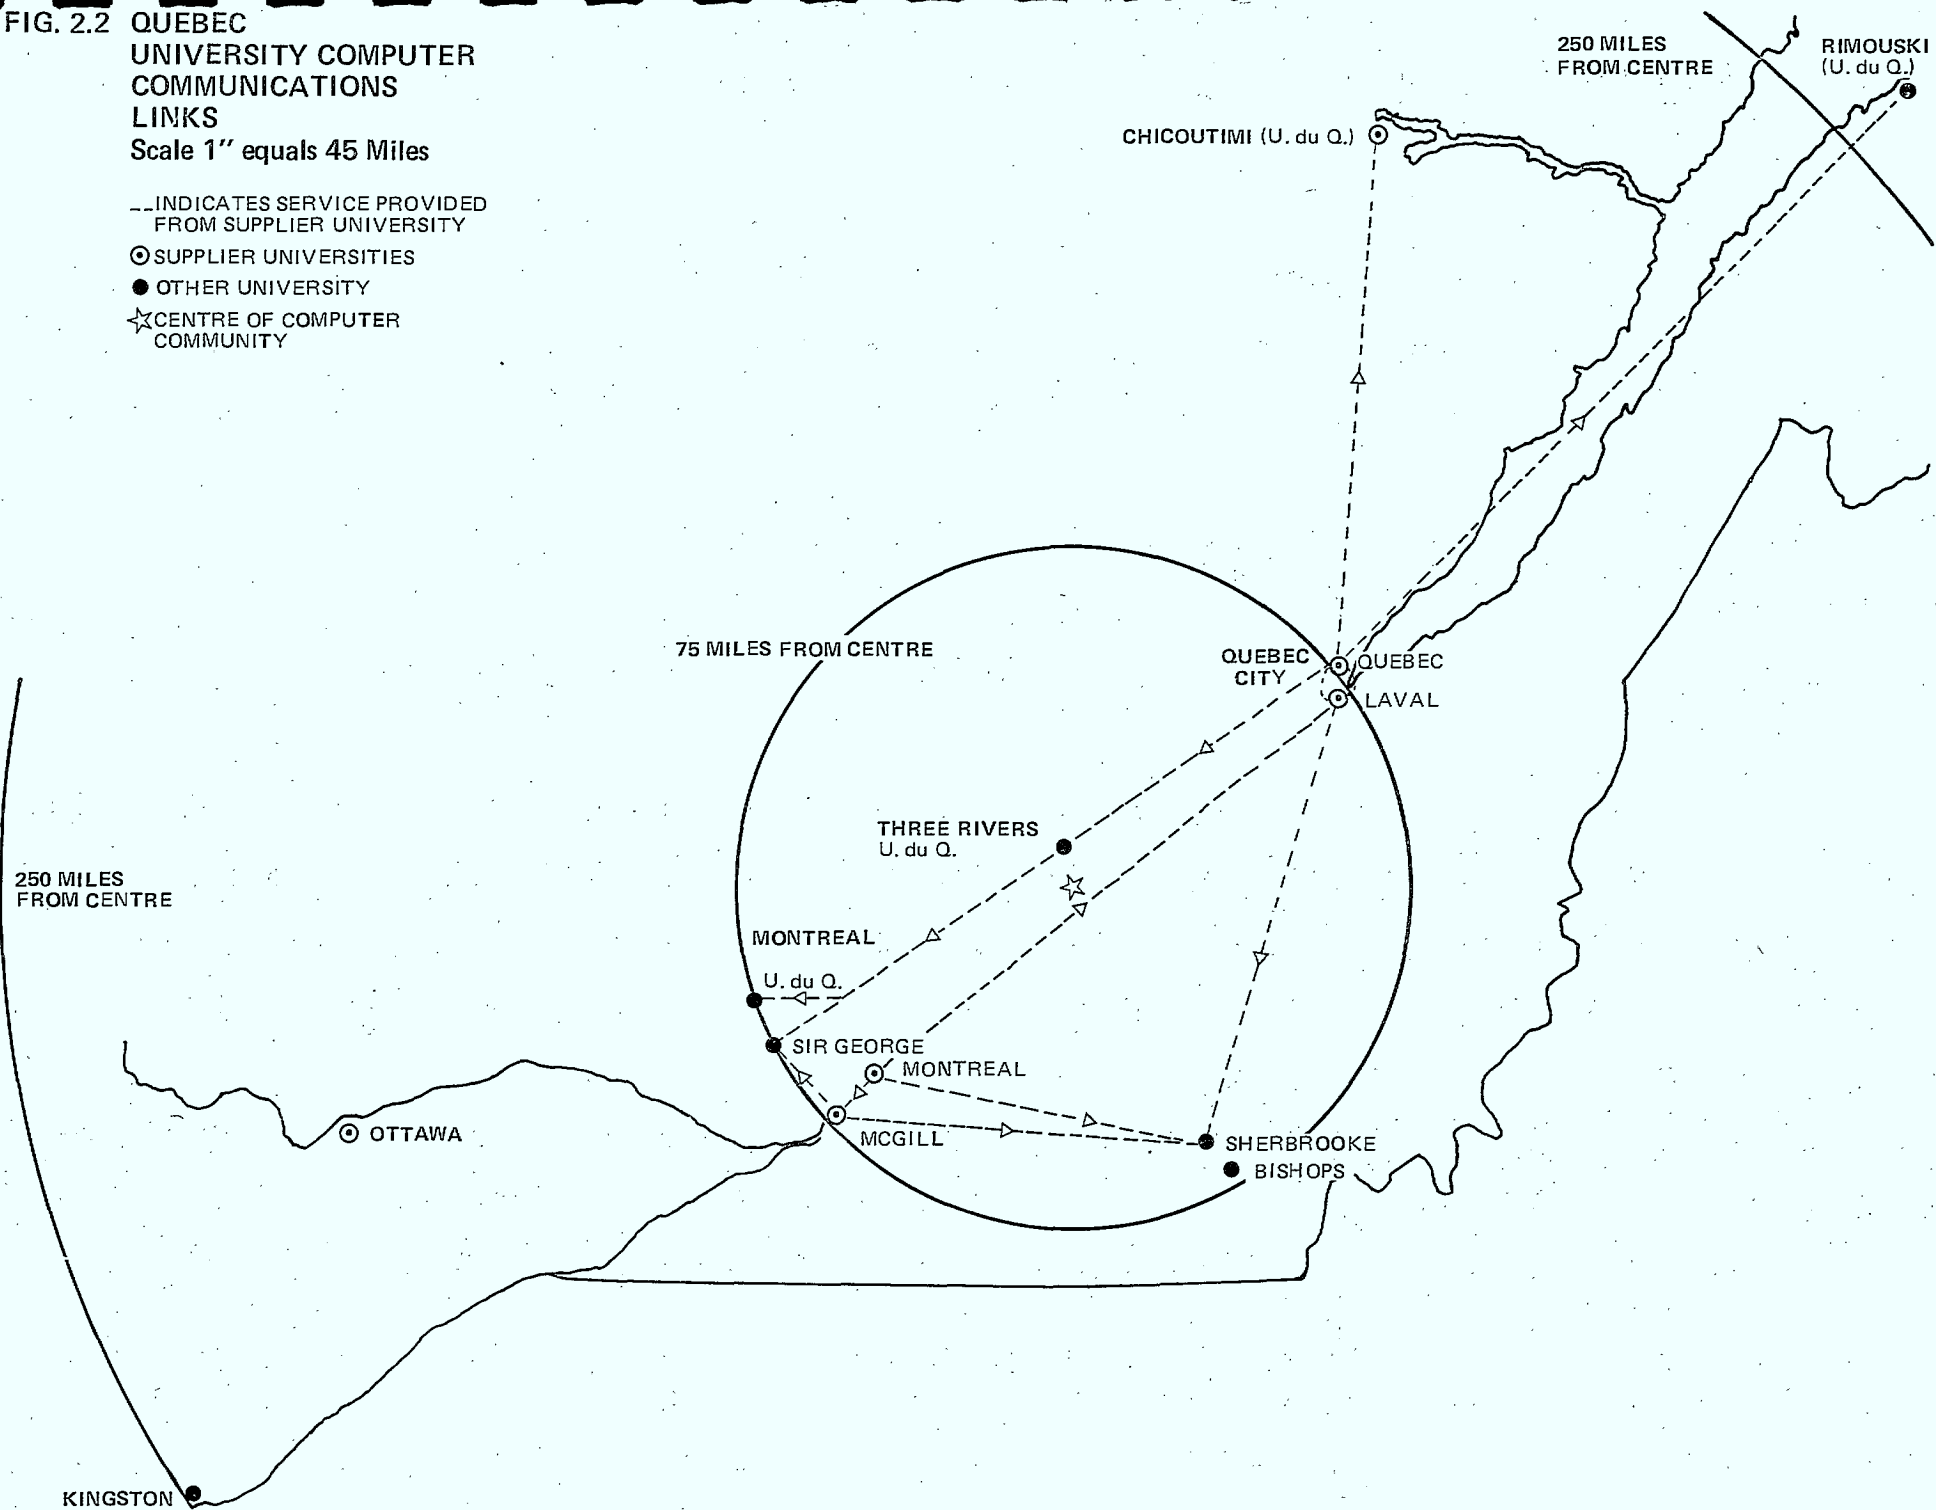 FIG. 2.2 QUEBEC
UNIVERSITY COMPUTER
COMMUNICATIONS
LINKS
Scale 1" equals 45 Miles
INDICATES SERVICE PROVIDED
FROM SUPPLIER UNIVERSITY
SUPPLIER UNIVERSITIES
OTHER UNIVERSITY
CENTRE OF COMPUTER
COMMUNITY
250 MILES
FROM CENTRE
RIMOUSKI
(U. du Q.)
CHICOUTIMI (U. du Q.)
75 MILES FROM CENTRE
QUEBEC
CITY
QUEBEC
LAVAL
THREE RIVERS
U. du Q.
250 MILES
FROM CENTRE
MONTREAL
U. du Q.
SIR GEORGE
MONTREAL
OTTAWA
MCGILL
SHERBROOKE
BISHOPS
KINGSTON